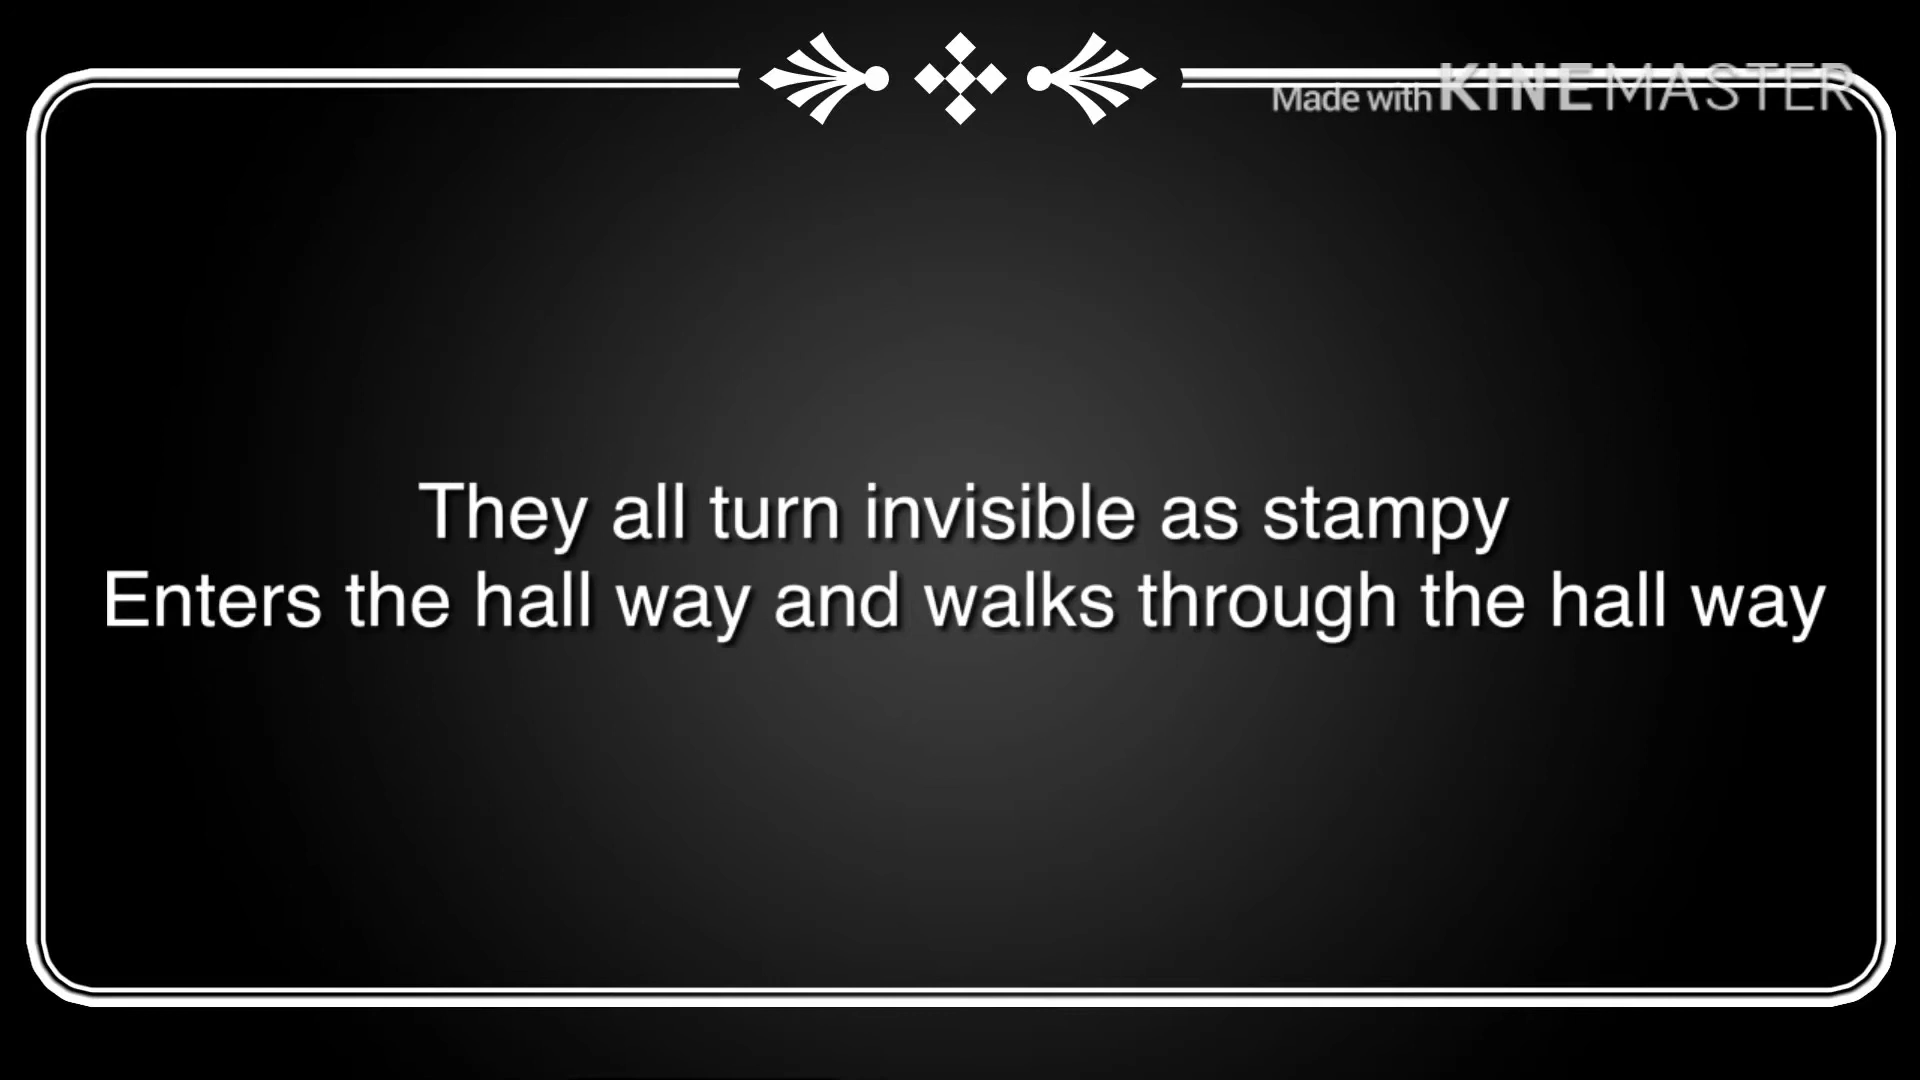 Made with KINEMASTER
They all turn invisible as stampy
Enters the hall way and walks through the hall way